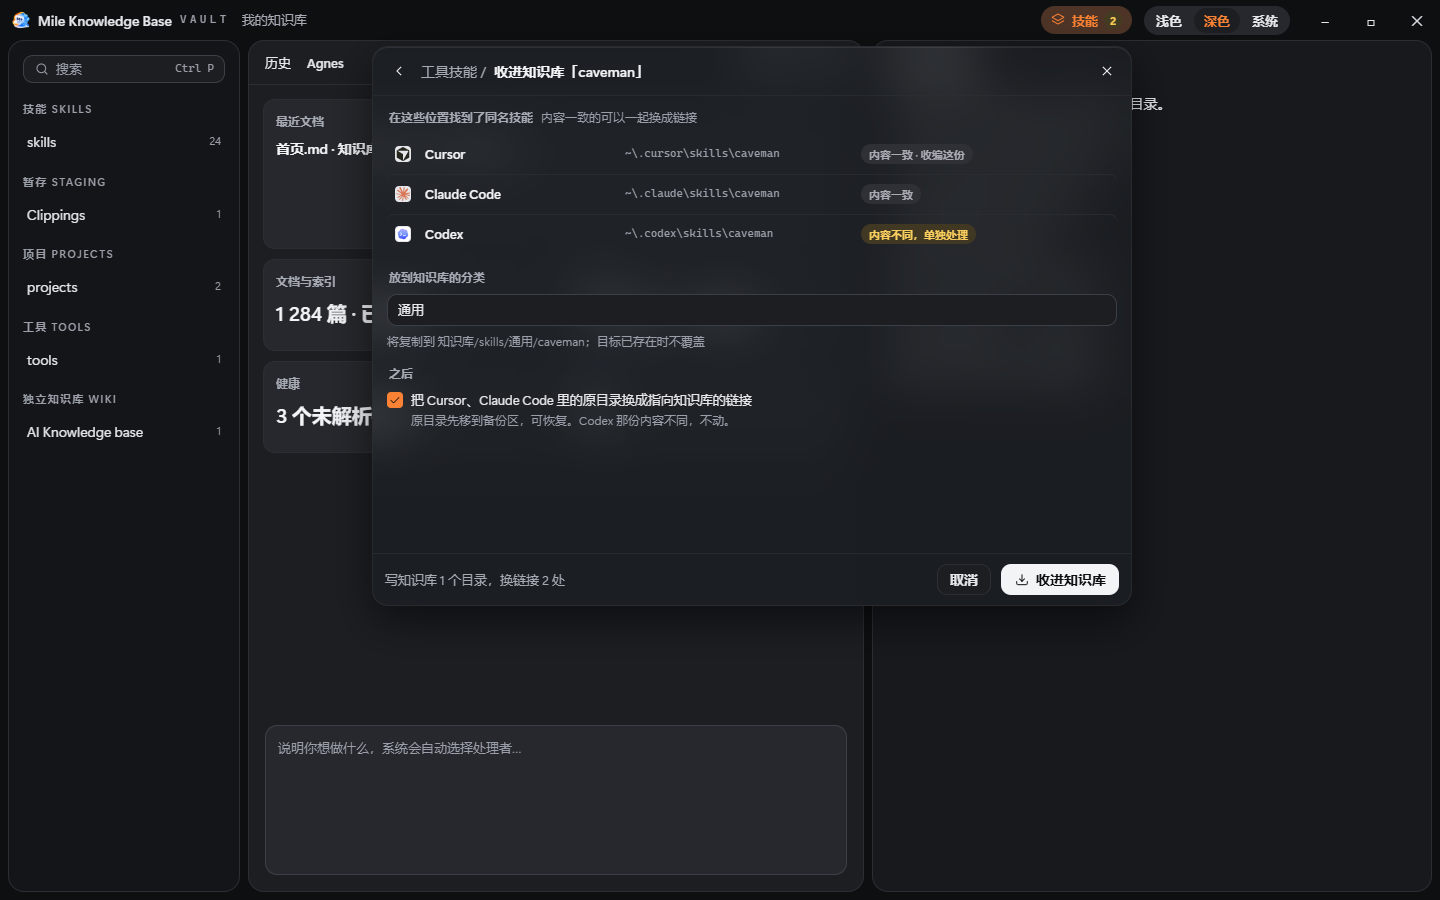 Mile Knowledge Base VAULT 我的知识库
技能 2
浅色 深色 系统
搜索 Ctrl P
技能 SKILLS
skills 24
暂存 STAGING
Clippings 1
项目 PROJECTS
projects 2
工具 TOOLS
tools 1
独立知识库 WIKI
AI Knowledge base 1
历史 Agnes
最近文档
首页.md · 知识库
文档与索引
1 284 篇 · 已
健康
3 个未解析
说明你想做什么，系统会自动选择处理者...
目录。
工具技能 / 收进知识库「caveman」
在这些位置找到了同名技能 内容一致的可以一起换成链接
Cursor ~\.cursor\skills\caveman 内容一致 · 收编这份
Claude Code ~\.claude\skills\caveman 内容一致
Codex ~\.codex\skills\caveman 内容不同，单独处理
放到知识库的分类
通用
将复制到 知识库/skills/通用/caveman；目标已存在时不覆盖
之后
把 Cursor、Claude Code 里的原目录换成指向知识库的链接
原目录先移到备份区，可恢复。Codex 那份内容不同，不动。
写知识库 1 个目录，换链接 2 处
取消
收进知识库